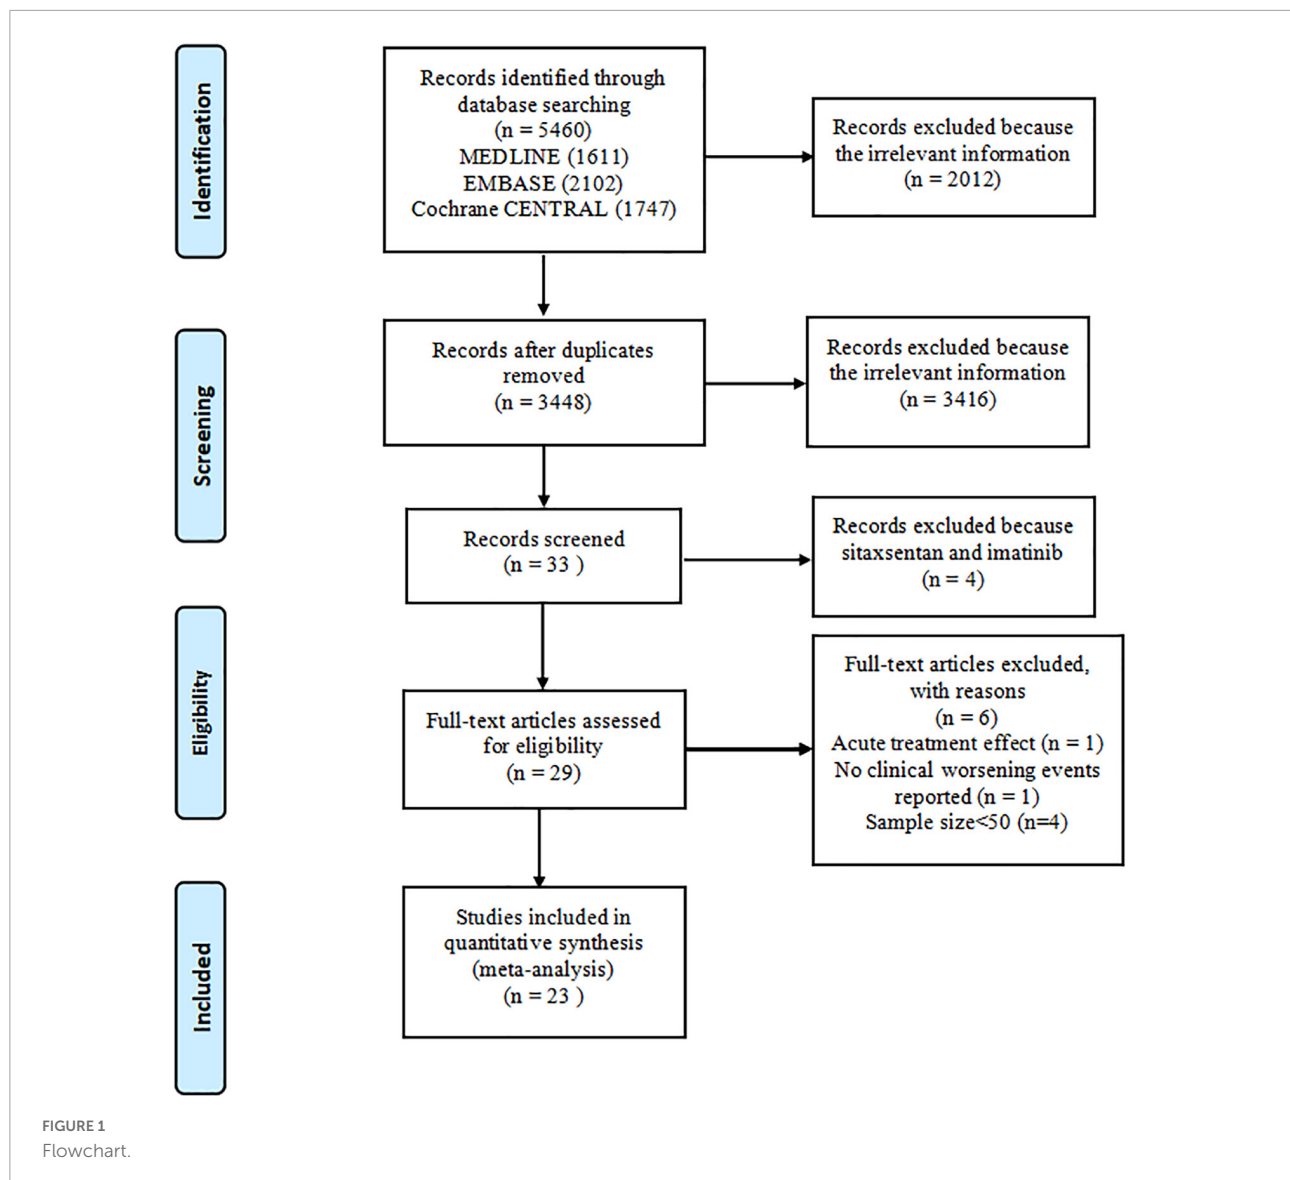 Identification
Records identified through
database searching
(n = 5460)
MEDLINE (1611)
EMBASE (2102)
Cochrane CENTRAL (1747)
Records excluded because
the irrelevant information
(n = 2012)
Screening
Records after duplicates
removed
(n = 3448)
Records excluded because
the irrelevant information
(n = 3416)
Records screened
(n = 33 )
Records excluded because
sitaxsentan and imatinib
(n = 4)
Eligibility
Full-text articles assessed
for eligibility
(n = 29)
Full-text articles excluded,
with reasons
(n = 6)
Acute treatment effect (n = 1)
No clinical worsening events
reported (n = 1)
Sample size<50 (n=4)
Included
Studies included in
quantitative synthesis
(meta-analysis)
(n = 23 )
FIGURE 1
Flowchart.